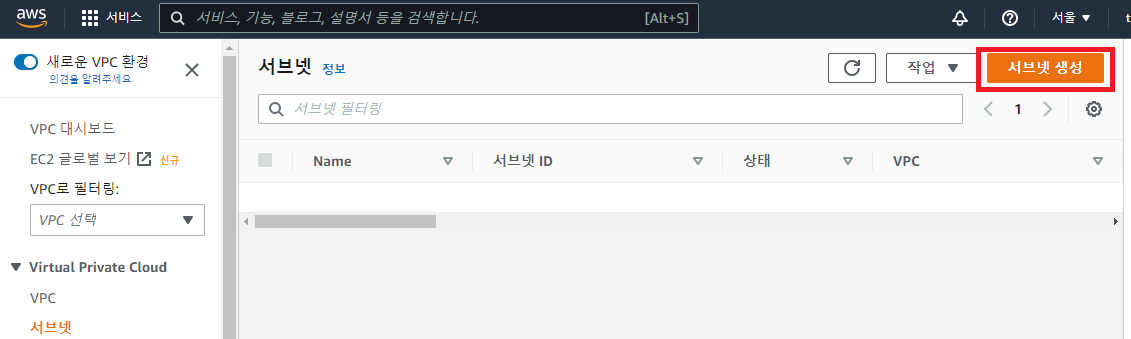 aws 서비스 서비스, 기능, 블로그, 설명서 등을 검색합니다. [Alt+S] 서울 ▼ t
새로운 VPC 환경
의견을 알려주세요
VPC 대시보드
EC2 글로벌 보기 신규
VPC로 필터링:
VPC 선택
Virtual Private Cloud
VPC
서브넷
서브넷 정보 작업 ▼ 서브넷 생성
서브넷 필터링 1
Name 서브넷 ID 상태 VPC